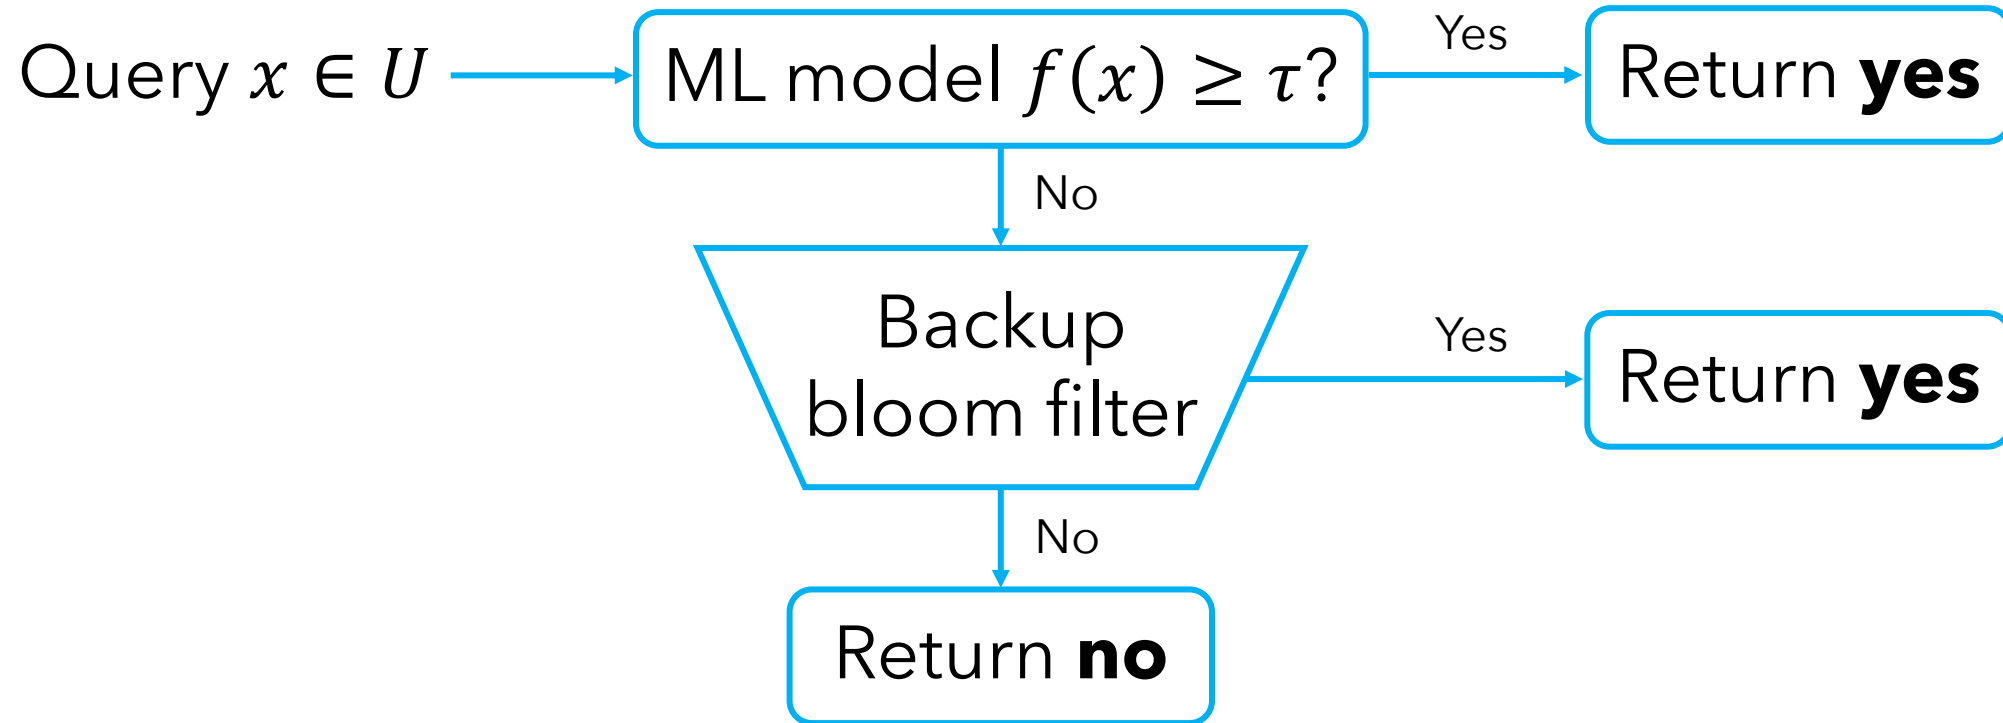 Query x ∈ U
ML model f(x) ≥ τ?
Yes
Return yes
No
Backup
bloom filter
Yes
Return yes
No
Return no